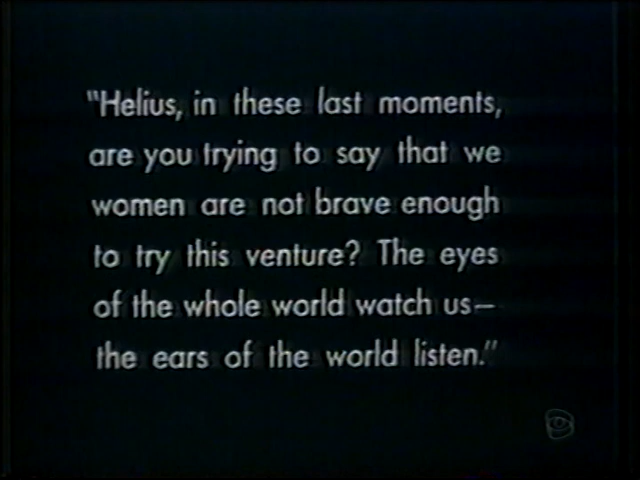 "Helius, in these last moments,
are you trying to say that we
women are not brave enough
to try this venture? The eyes
of the whole world watch us—
the ears of the world listen."